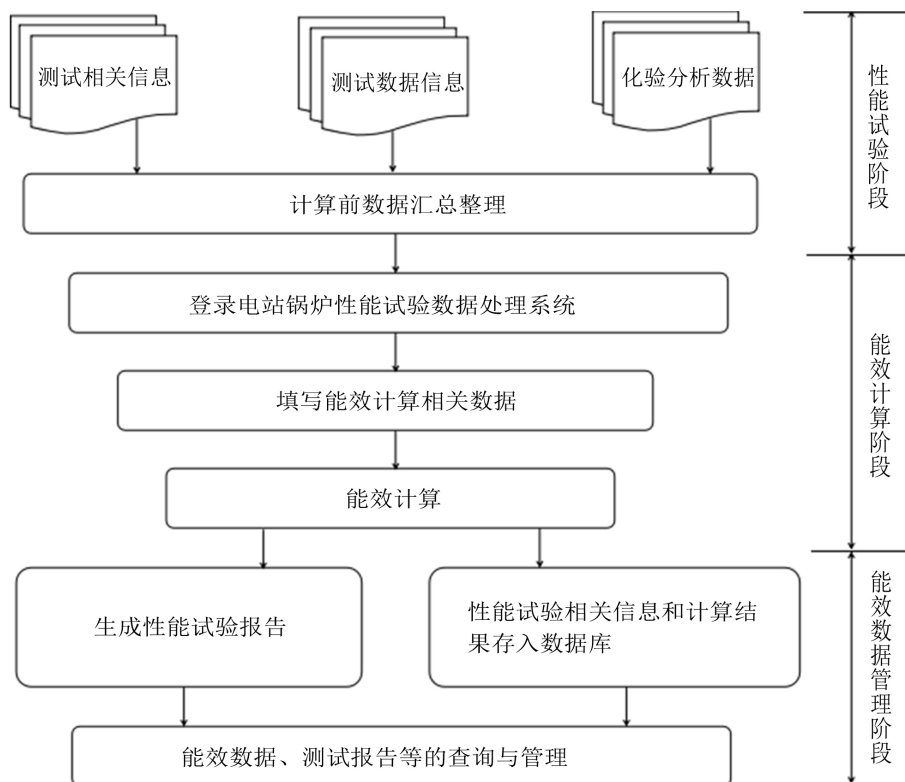 测试相关信息
测试数据信息
化验分析数据
性能试验阶段
计算前数据汇总整理
登录电站锅炉性能试验数据处理系统
填写能效计算相关数据
能效计算阶段
能效计算
生成性能试验报告
性能试验相关信息和计算结
果存入数据库
能效数据管理阶段
能效数据、测试报告等的查询与管理